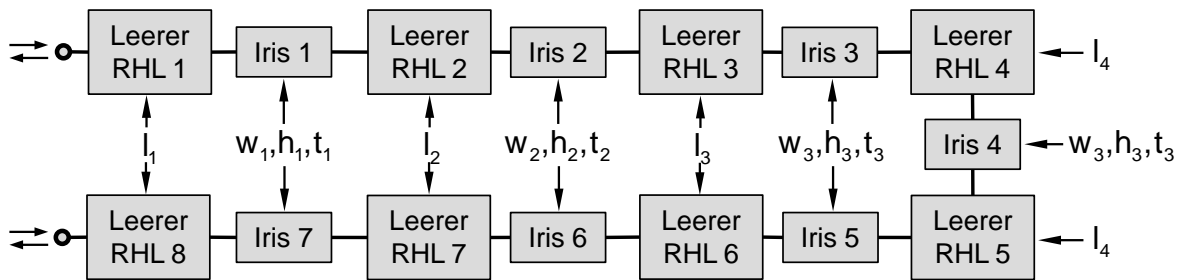 Leerer
RHL 1
Iris 1
Leerer
RHL 2
Iris 2
Leerer
RHL 3
Iris 3
Leerer
RHL 4
l₄
l₁
w₁,h₁,t₁
l₂
w₂,h₂,t₂
l₃
w₃,h₃,t₃
Iris 4
w₃,h₃,t₃
Leerer
RHL 8
Iris 7
Leerer
RHL 7
Iris 6
Leerer
RHL 6
Iris 5
Leerer
RHL 5
l₄